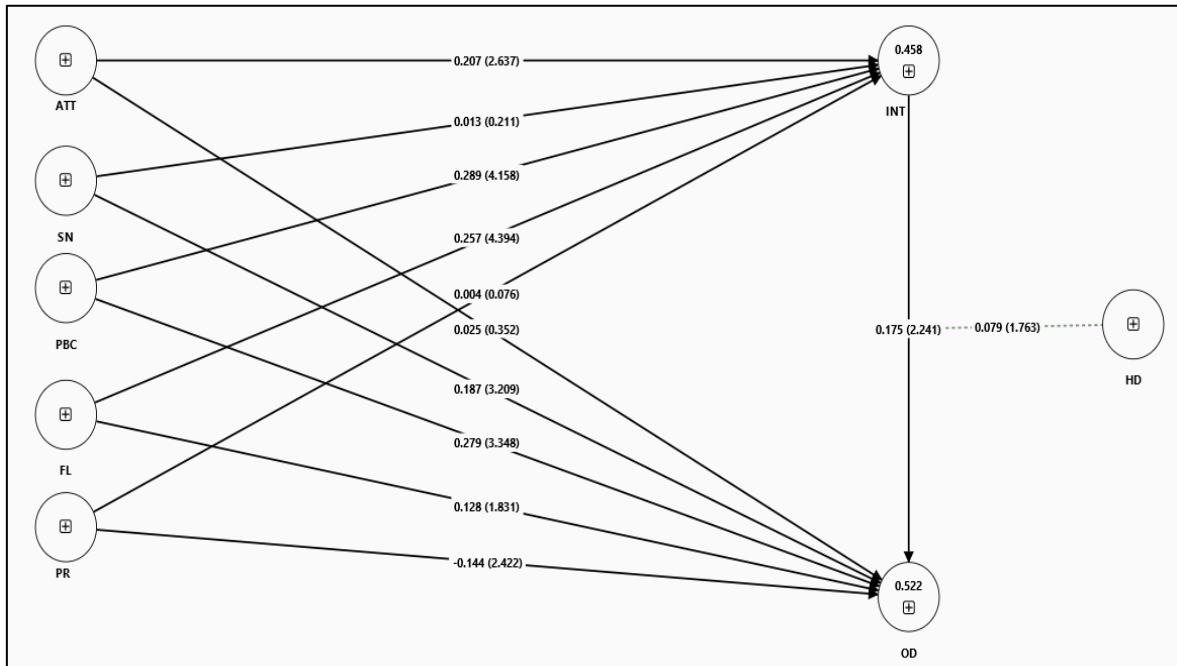 0.458
0.207 (2.637)
ATT
INT
0.013 (0.211)
0.289 (4.158)
SN
0.257 (4.394)
0.004 (0.076)
0.025 (0.352)
0.175 (2.241)
0.079 (1.763)
PBC
HD
0.187 (3.209)
0.279 (3.348)
FL
0.128 (1.831)
-0.144 (2.422)
PR
0.522
OD